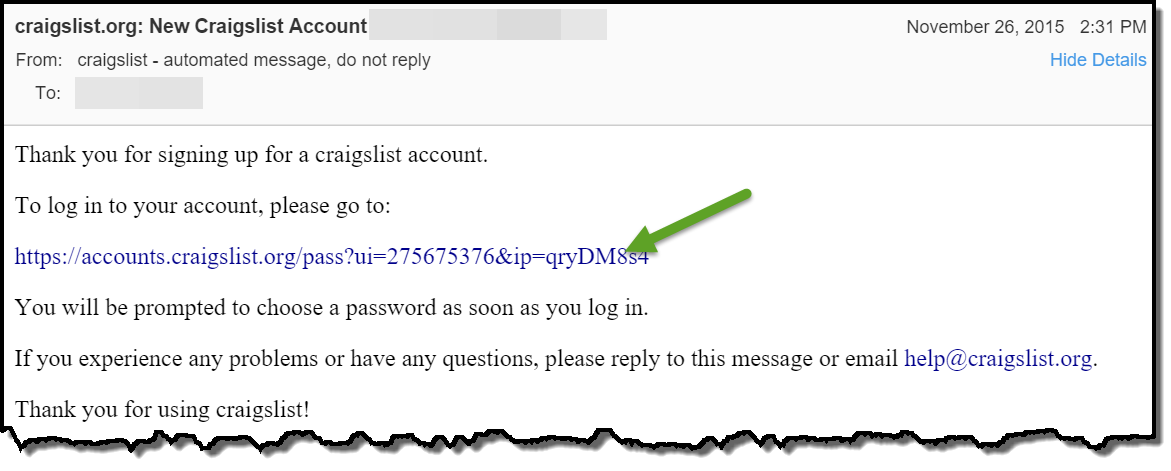 craigslist.org: New Craigslist Account November 26, 2015 2:31 PM
From: craigslist - automated message, do not reply Hide Details
To:
Thank you for signing up for a craigslist account.
To log in to your account, please go to:
https://accounts.craigslist.org/pass?ui=275675376&ip=qryDM8s4
You will be prompted to choose a password as soon as you log in.
If you experience any problems or have any questions, please reply to this message or email help@craigslist.org.
Thank you for using craigslist!